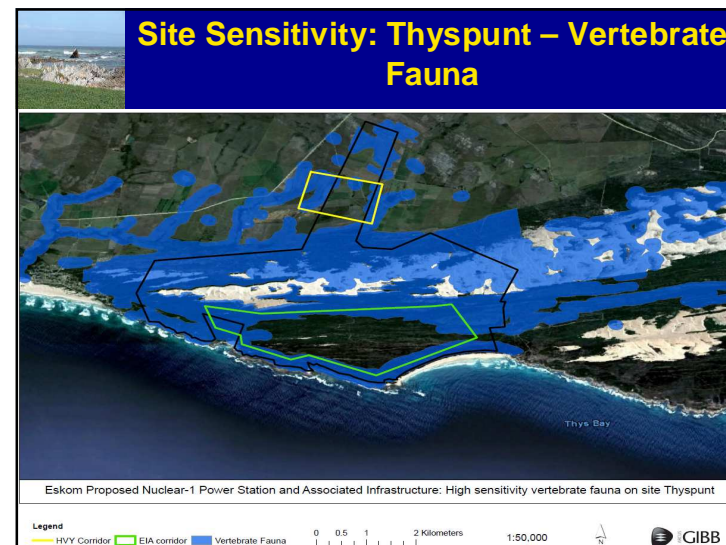 Site Sensitivity: Thyspunt – Vertebrate
Fauna
Thys Bay
Eskom Proposed Nuclear-1 Power Station and Associated Infrastructure: High sensitivity vertebrate fauna on site Thyspunt
Legend
HVY Corridor EIA corridor Vertebrate Fauna
0 0.5 1 2 Kilometers
1:50,000
N
GIBB